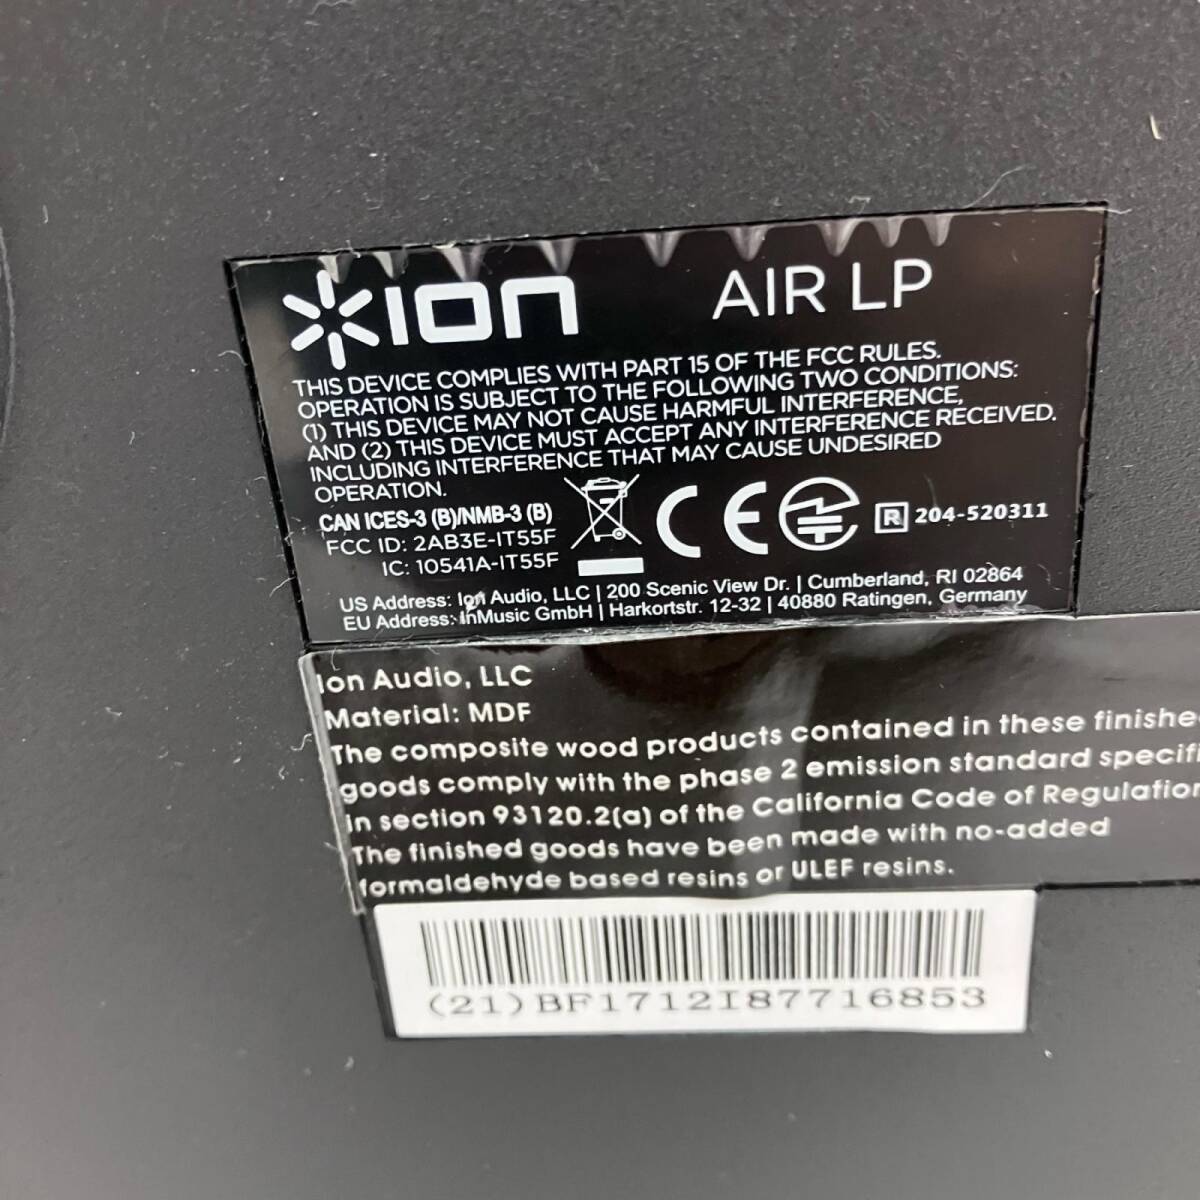 ION AIR LP
THIS DEVICE COMPLIES WITH PART 15 OF THE FCC RULES.
OPERATION IS SUBJECT TO THE FOLLOWING TWO CONDITIONS:
(1) THIS DEVICE MAY NOT CAUSE HARMFUL INTERFERENCE,
AND (2) THIS DEVICE MUST ACCEPT ANY INTERFERENCE RECEIVED.
INCLUDING INTERFERENCE THAT MAY CAUSE UNDESIRED
OPERATION.
CAN ICES-3 (B)/NMB-3 (B)
FCC ID: 2AB3E-IT55F
IC: 10541A-IT55F
CE
R 204-520311
US Address: Ion Audio, LLC | 200 Scenic View Dr. | Cumberland, RI 02864
EU Address: InMusic GmbH | Harkortstr. 12-32 | 40880 Ratingen, Germany
Ion Audio, LLC
Material: MDF
The composite wood products contained in these finishe
goods comply with the phase 2 emission standard specifi
in section 93120.2(a) of the California Code of Regulation
The finished goods have been made with no-added
formaldehyde based resins or ULEF resins.
(21)BF1712I87716853